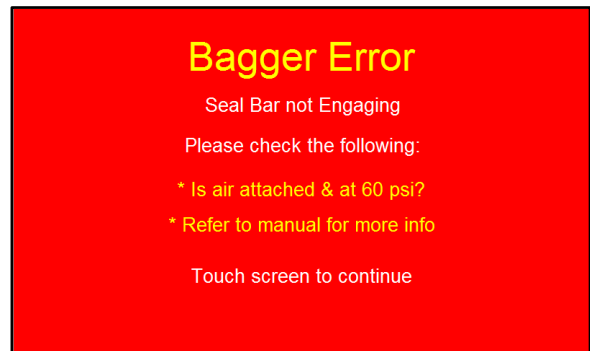 Bagger Error
Seal Bar not Engaging
Please check the following:
* Is air attached & at 60 psi?
* Refer to manual for more info
Touch screen to continue